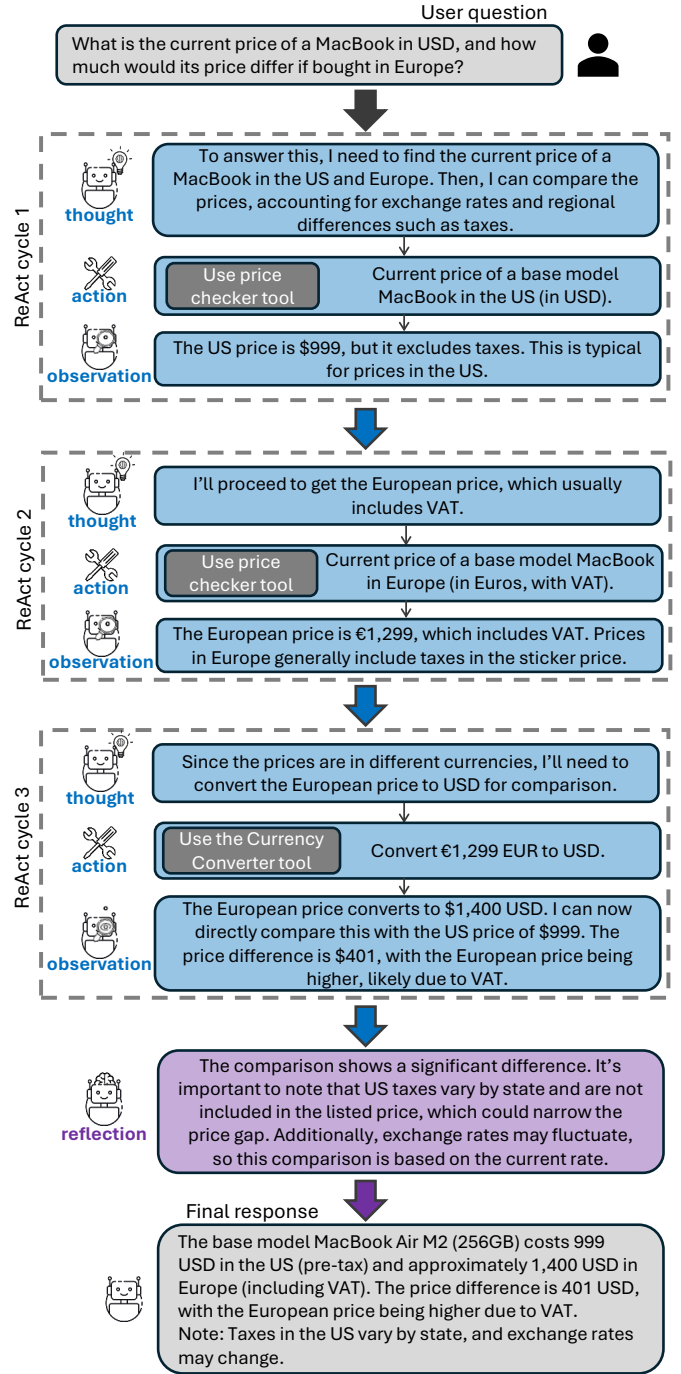 User question
What is the current price of a MacBook in USD, and how
much would its price differ if bought in Europe?
ReAct cycle 1
thought
To answer this, I need to find the current price of a
MacBook in the US and Europe. Then, I can compare the
prices, accounting for exchange rates and regional
differences such as taxes.
action
Use price
checker tool
Current price of a base model
MacBook in the US (in USD).
observation
The US price is $999, but it excludes taxes. This is typical
for prices in the US.
ReAct cycle 2
thought
I'll proceed to get the European price, which usually
includes VAT.
action
Use price
checker tool
Current price of a base model MacBook
in Europe (in Euros, with VAT).
observation
The European price is €1,299, which includes VAT. Prices
in Europe generally include taxes in the sticker price.
ReAct cycle 3
thought
Since the prices are in different currencies, I'll need to
convert the European price to USD for comparison.
action
Use the Currency
Converter tool
Convert €1,299 EUR to USD.
observation
The European price converts to $1,400 USD. I can now
directly compare this with the US price of $999. The
price difference is $401, with the European price being
higher, likely due to VAT.
reflection
The comparison shows a significant difference. It's
important to note that US taxes vary by state and are not
included in the listed price, which could narrow the
price gap. Additionally, exchange rates may fluctuate,
so this comparison is based on the current rate.
Final response
The base model MacBook Air M2 (256GB) costs 999
USD in the US (pre-tax) and approximately 1,400 USD in
Europe (including VAT). The price difference is 401 USD,
with the European price being higher due to VAT.
Note: Taxes in the US vary by state, and exchange rates
may change.